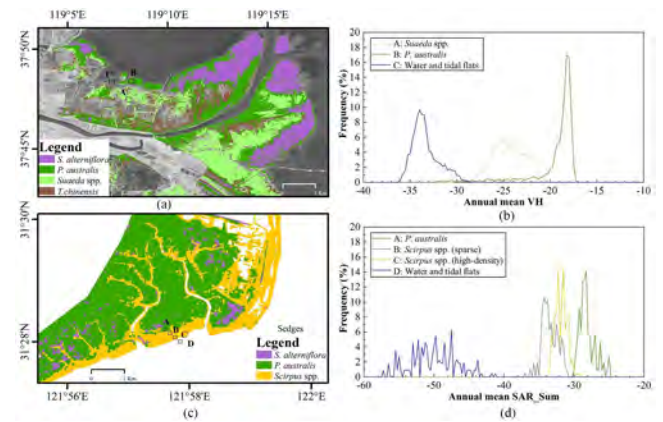 119°5'E 119°10'E 119°15'E
37°50'N
37°45'N
B
C
Legend
S. alterniflora
P. australis
Suaeda spp.
T.chinensis
(a)
A: Suaeda spp.
B: P. australis
C: Water and tidal flats
Frequency (%)
18
16
14
12
10
8
6
4
2
0
-40 -30 -20 -10
Annual mean VH
(b)
31°30'N
31°28'N
A
B
C
D
Sedges
Legend
S. alterniflora
P. australis
Scirpus spp.
0 1 Km
121°56'E 121°58'E 122°E
(c)
A: P. australis
B: Scirpus spp. (sparse)
C: Scirpus spp. (high-density)
D: Water and tidal flats
Frequency (%)
20
18
16
14
12
10
8
6
4
2
0
-60 -50 -40 -30 -20
Annual mean SAR_Sum
(d)